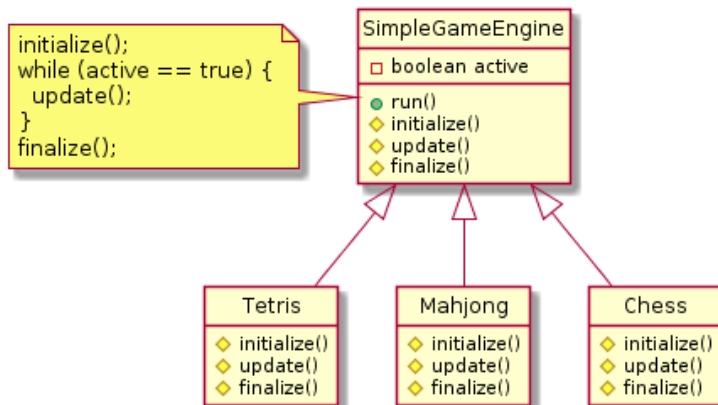 initialize();
while (active == true) {
update();
}
finalize();
SimpleGameEngine
boolean active
run()
initialize()
update()
finalize()
Tetris
initialize()
update()
finalize()
Mahjong
initialize()
update()
finalize()
Chess
initialize()
update()
finalize()